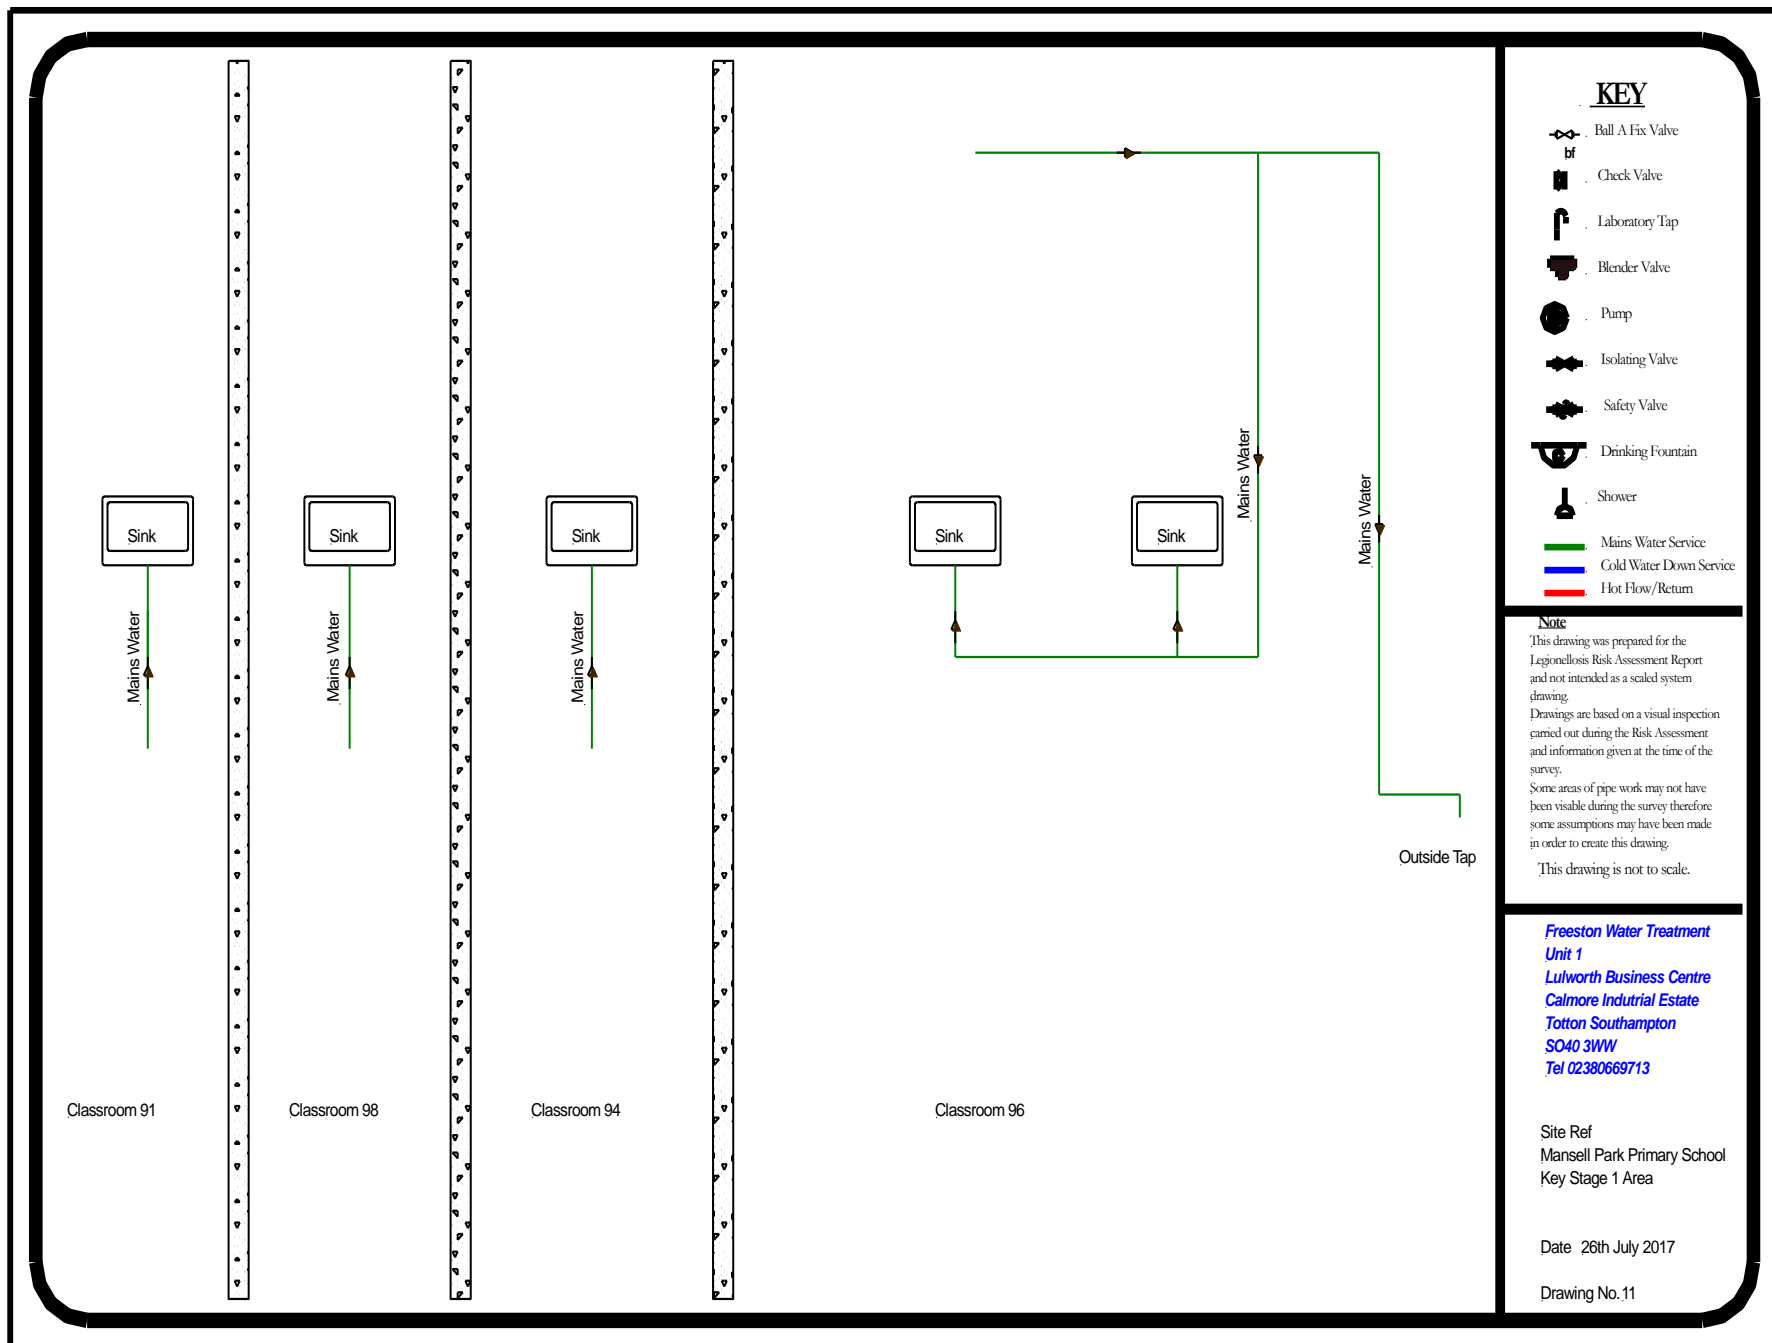 Mains Water
Mains Water
Sink
Sink
Sink
Sink
Sink
Mains Water
Mains Water
Mains Water
Outside Tap
Classroom 91
Classroom 98
Classroom 94
Classroom 96
KEY
Ball A Fix Valve
bf
Check Valve
Laboratory Tap
Blender Valve
Pump
Isolating Valve
Safety Valve
Drinking Fountain
Shower
Mains Water Service
Cold Water Down Service
Hot Flow/Return
Note
This drawing was prepared for the
Legionellosis Risk Assessment Report
and not intended as a scaled system
drawing.
Drawings are based on a visual inspection
carried out during the Risk Assessment
and information given at the time of the
survey.
Some areas of pipe work may not have
been visable during the survey therefore
some assumptions may have been made
in order to create this drawing.
This drawing is not to scale.
Freeston Water Treatment
Unit 1
Lulworth Business Centre
Calmore Indutrial Estate
Totton Southampton
SO40 3WW
Tel 02380669713
Site Ref
Mansell Park Primary School
Key Stage 1 Area
Date 26th July 2017
Drawing No. 11